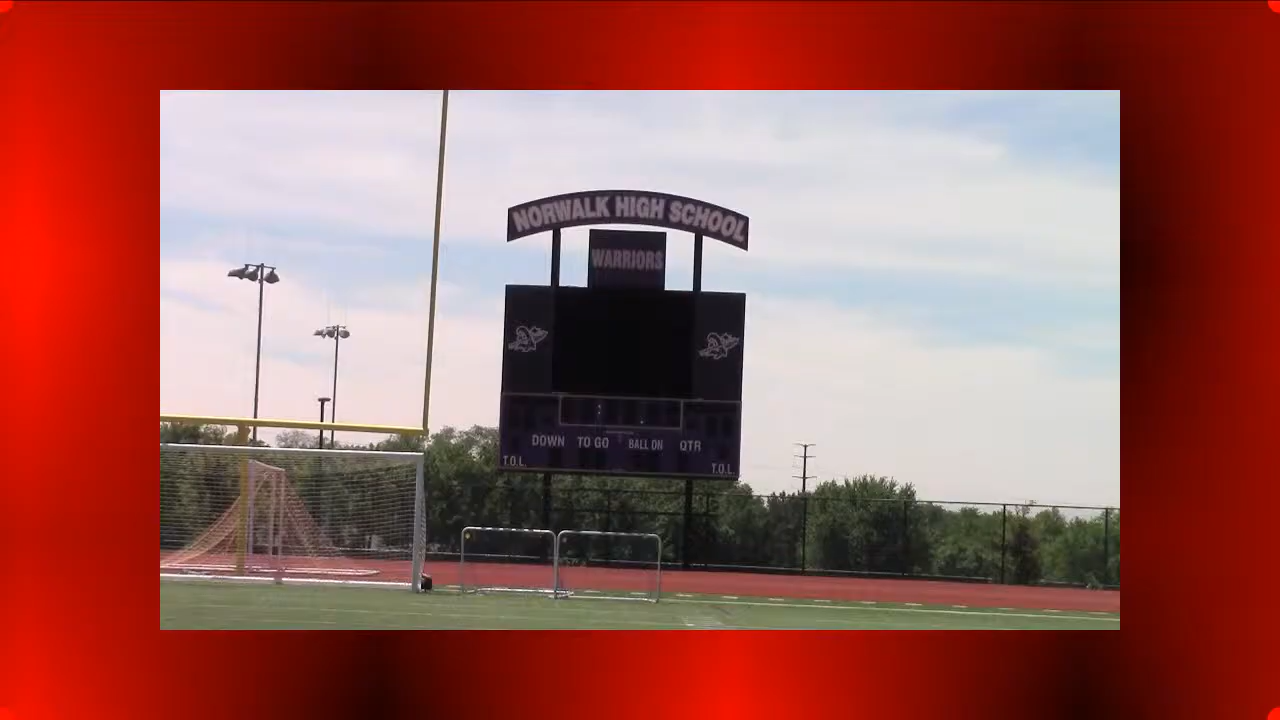 NORWALK HIGH SCHOOL
WARRIORS
DOWN TO GO BALL ON QTR
T.O.L. T.O.L.